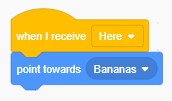 when I receive Here
point towards Bananas